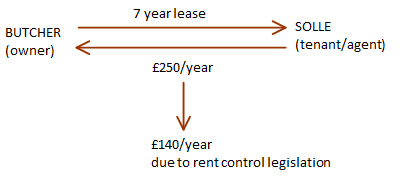 7 year lease
BUTCHER
(owner)
SOLLE
(tenant/agent)
£250/year
£140/year
due to rent control legislation